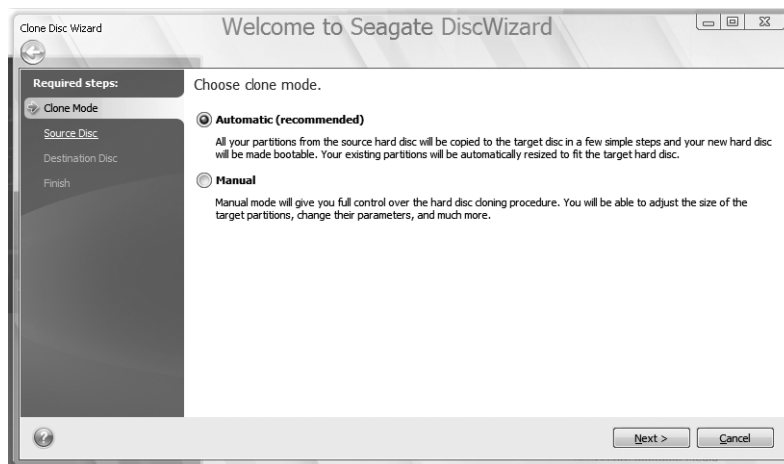 Clone Disc Wizard
Welcome to Seagate DiscWizard
Required steps:
Clone Mode
Source Disc
Destination Disc
Finish
Choose clone mode.
Automatic (recommended)
All your partitions from the source hard disc will be copied to the target disc in a few simple steps and your new hard disc
will be made bootable. Your existing partitions will be automatically resized to fit the target hard disc.
Manual
Manual mode will give you full control over the hard disc cloning procedure. You will be able to adjust the size of the
target partitions, change their parameters, and much more.
?
Next >
Cancel